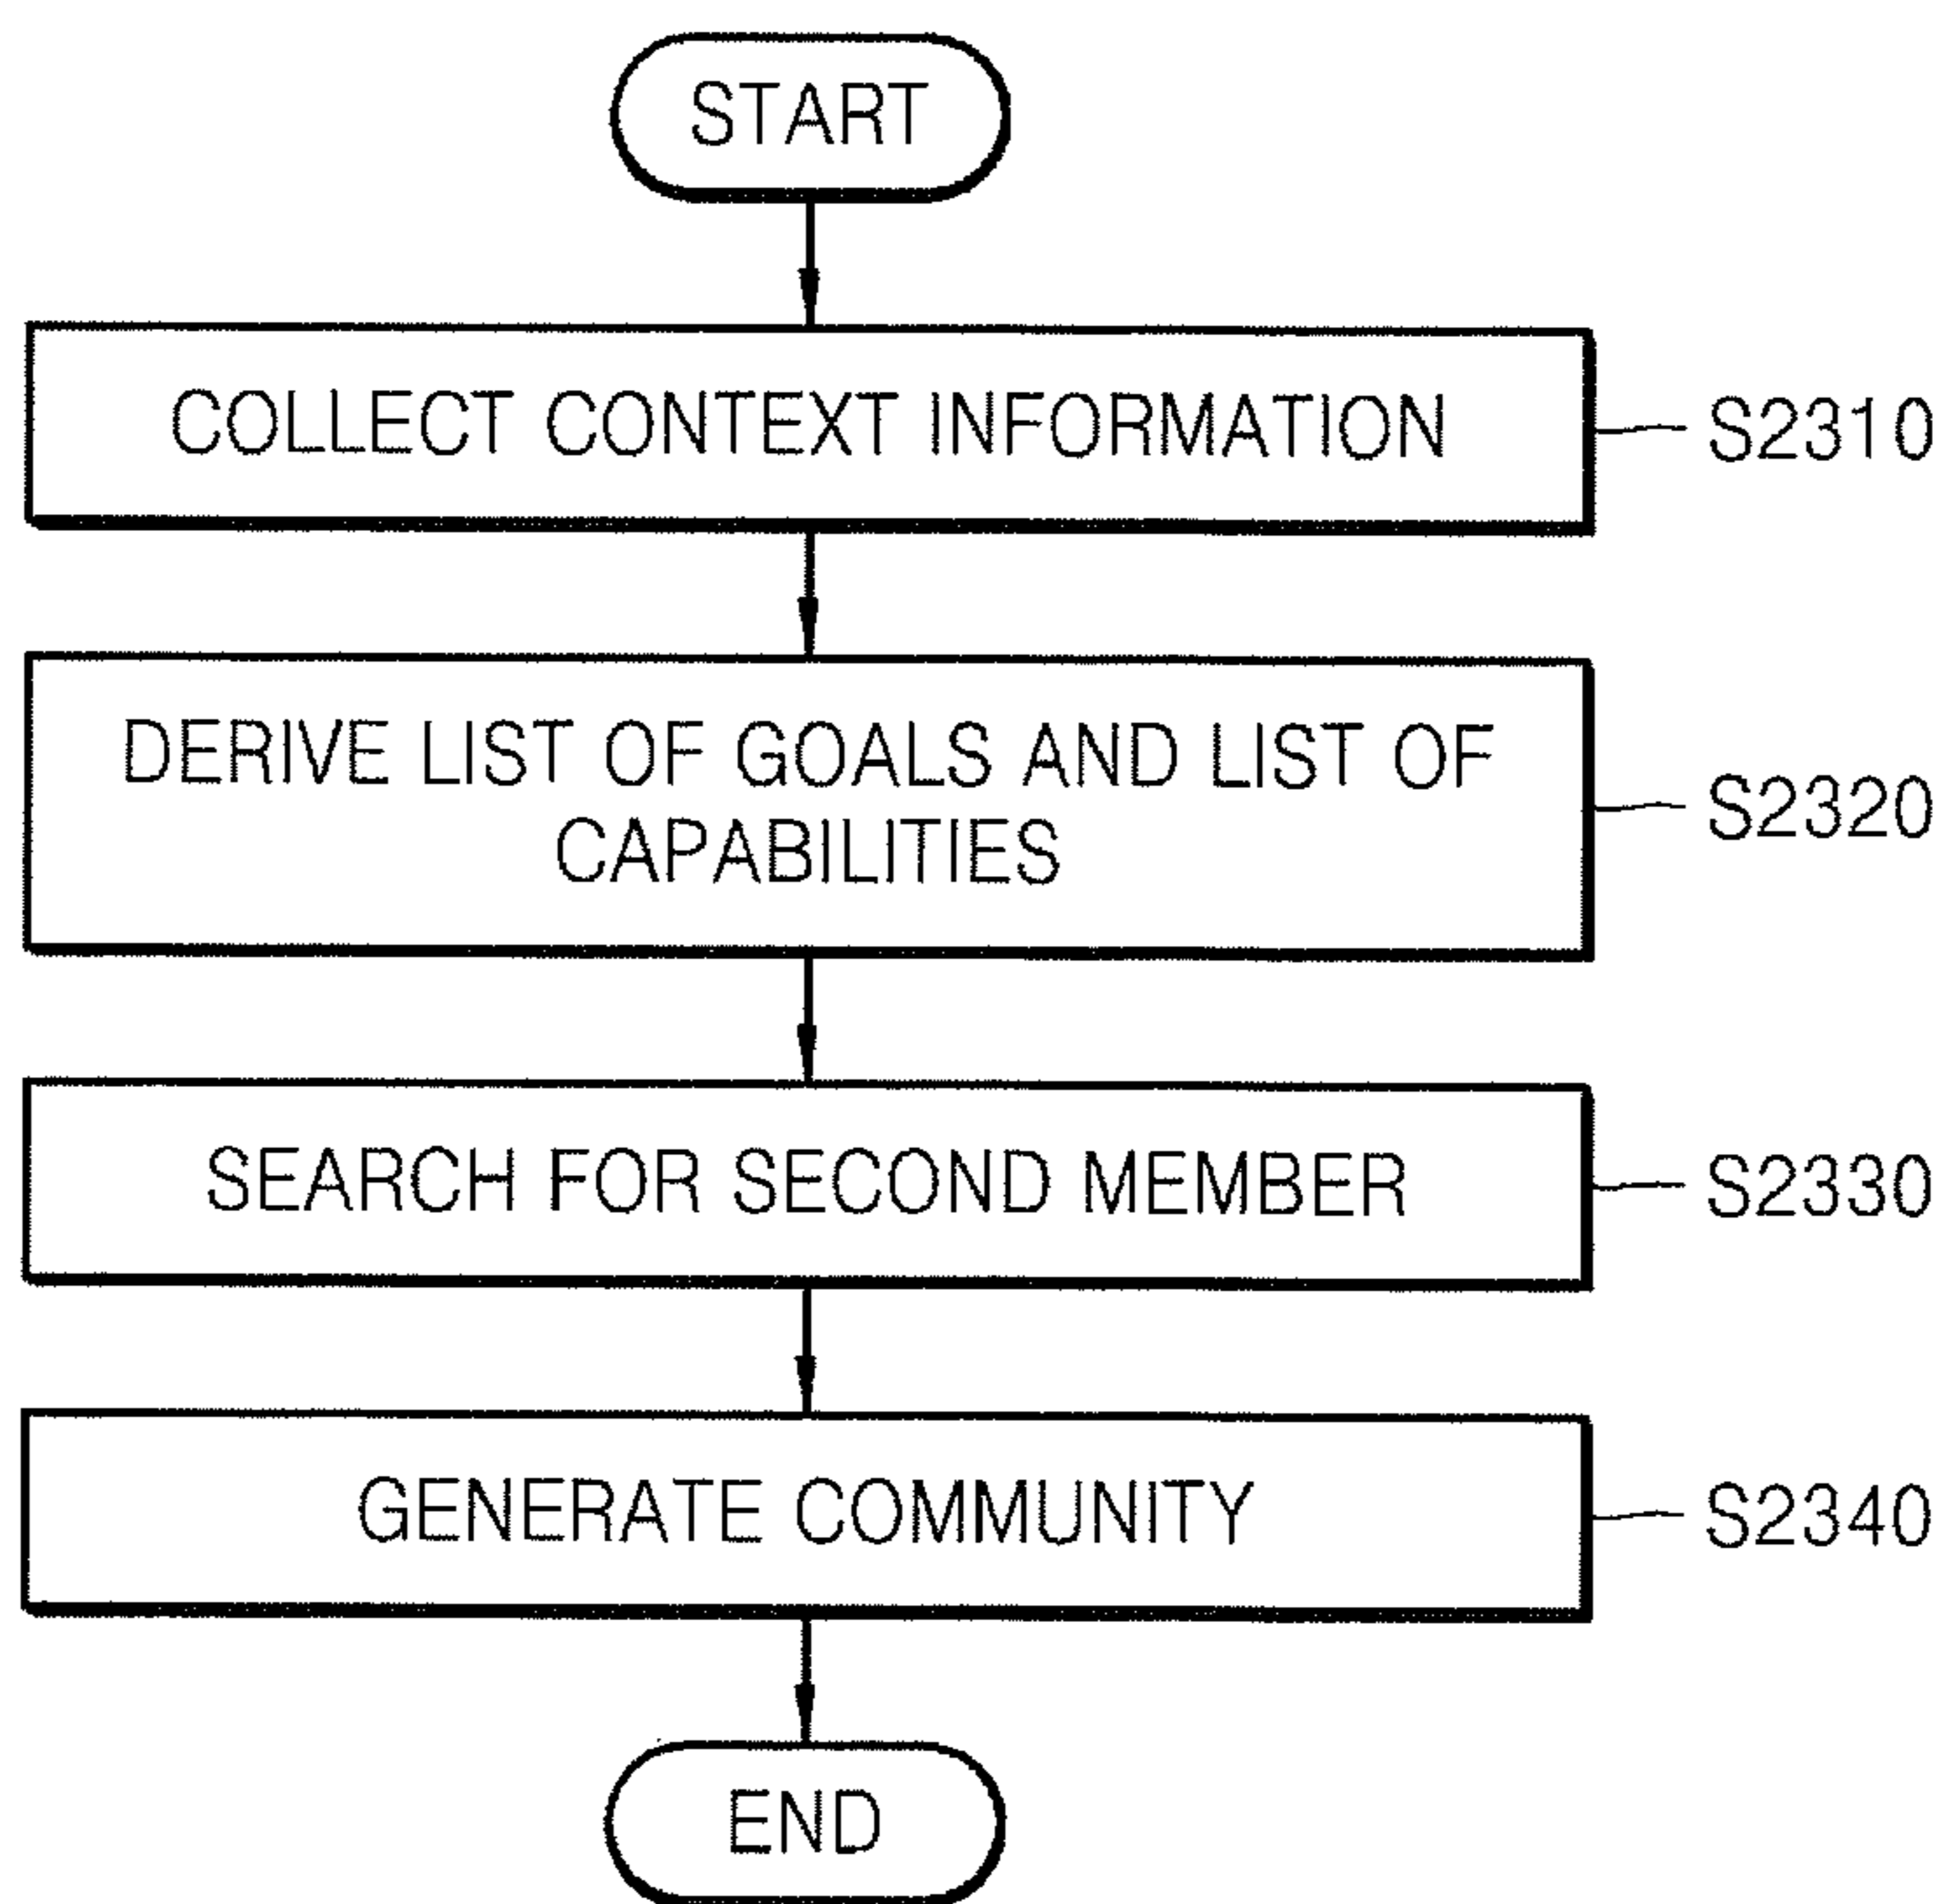 START
COLLECT CONTEXT INFORMATION
S2310
DERIVE LIST OF GOALS AND LIST OF
CAPABILITIES
S2320
SEARCH FOR SECOND MEMBER
S2330
GENERATE COMMUNITY
S2340
END